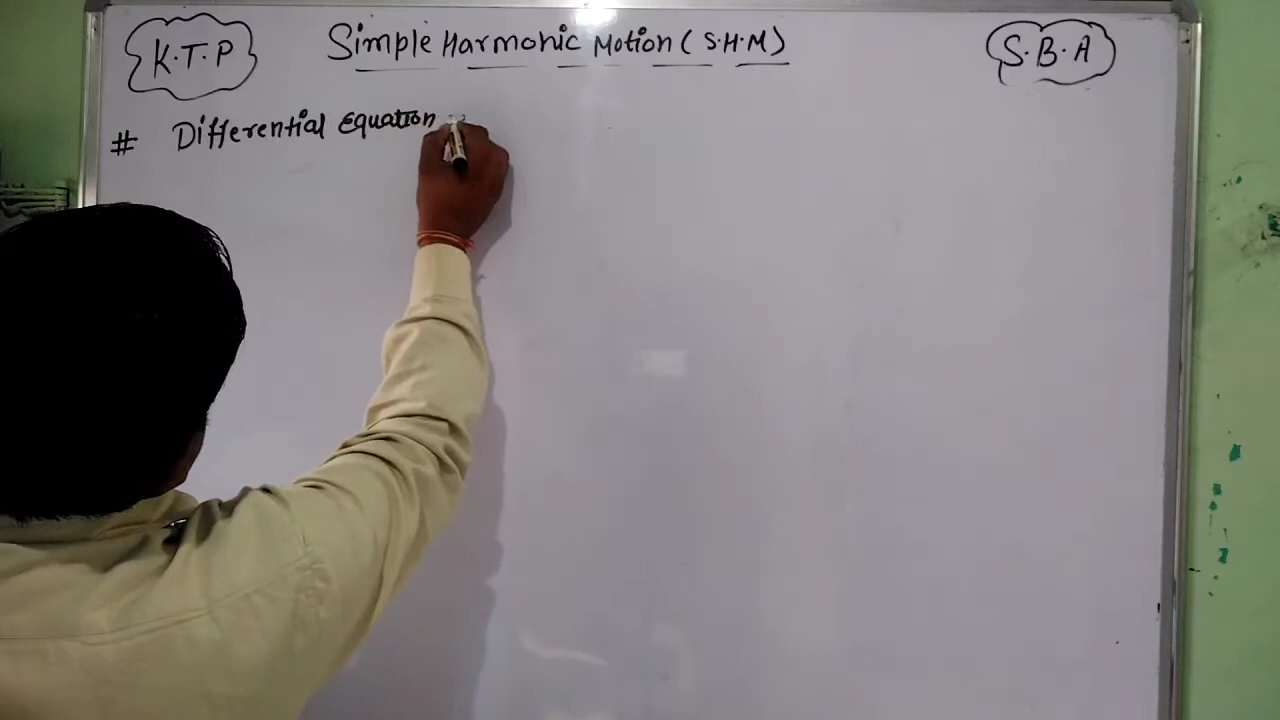 K.T.P Simple Harmonic Motion (S.H.M) S.B.A
# Differential Equation